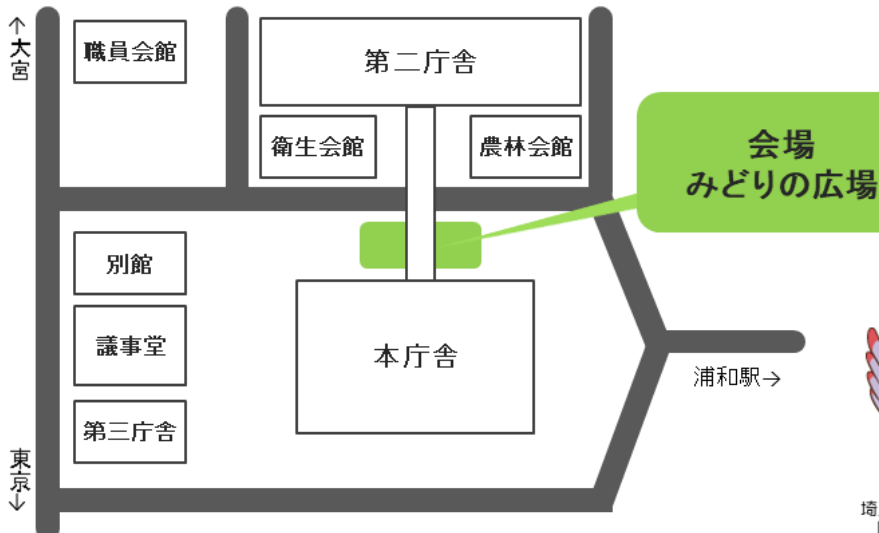 ↑大宮
職員会館
第二庁舎
衛生会館
農林会館
会場
みどりの広場
別館
議事堂
本庁舎
浦和駅→
第三庁舎
東京↓
埼